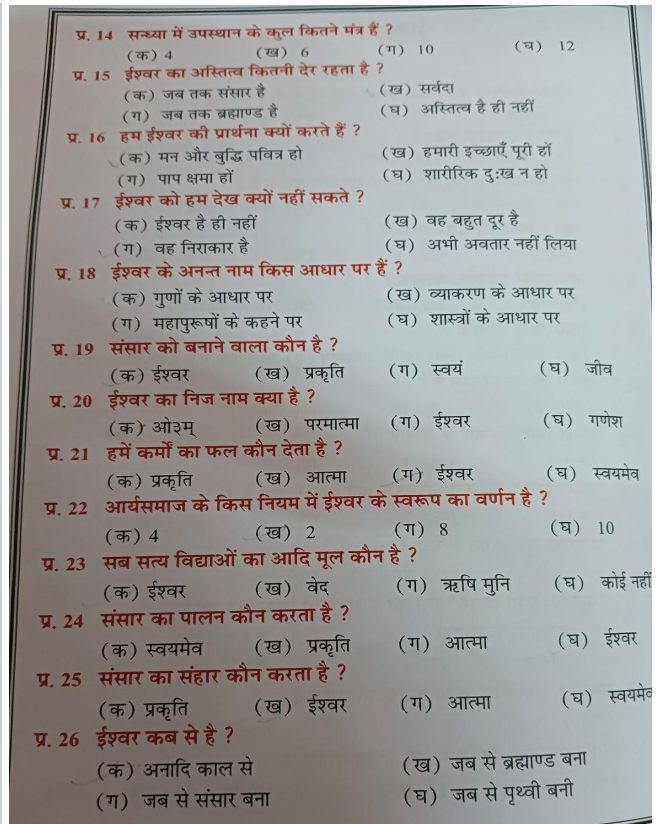 प्र. 14 सन्ध्या में उपस्थान के कुल कितने मंत्र हैं ?
(क) 4 (ख) 6 (ग) 10 (घ) 12
प्र. 15 ईश्वर का अस्तित्व कितनी देर रहता है ?
(क) जब तक संसार है (ख) सर्वदा
(ग) जब तक ब्रह्माण्ड है (घ) अस्तित्व है ही नहीं
प्र. 16 हम ईश्वर की प्रार्थना क्यों करते हैं ?
(क) मन और बुद्धि पवित्र हो (ख) हमारी इच्छाएँ पूरी हों
(ग) पाप क्षमा हों (घ) शारीरिक दुःख न हो
प्र. 17 ईश्वर को हम देख क्यों नहीं सकते ?
(क) ईश्वर है ही नहीं (ख) वह बहुत दूर है
(ग) वह निराकार है (घ) अभी अवतार नहीं लिया
प्र. 18 ईश्वर के अनन्त नाम किस आधार पर हैं ?
(क) गुणों के आधार पर (ख) व्याकरण के आधार पर
(ग) महापुरूषों के कहने पर (घ) शास्त्रों के आधार पर
प्र. 19 संसार को बनाने वाला कौन है ?
(क) ईश्वर (ख) प्रकृति (ग) स्वयं (घ) जीव
प्र. 20 ईश्वर का निज नाम क्या है ?
(क) ओ३म् (ख) परमात्मा (ग) ईश्वर (घ) गणेश
प्र. 21 हमें कर्मों का फल कौन देता है ?
(क) प्रकृति (ख) आत्मा (ग) ईश्वर (घ) स्वयमेव
प्र. 22 आर्यसमाज के किस नियम में ईश्वर के स्वरूप का वर्णन है ?
(क) 4 (ख) 2 (ग) 8 (घ) 10
प्र. 23 सब सत्य विद्याओं का आदि मूल कौन है ?
(क) ईश्वर (ख) वेद (ग) ऋषि मुनि (घ) कोई नहीं
प्र. 24 संसार का पालन कौन करता है ?
(क) स्वयमेव (ख) प्रकृति (ग) आत्मा (घ) ईश्वर
प्र. 25 संसार का संहार कौन करता है ?
(क) प्रकृति (ख) ईश्वर (ग) आत्मा (घ) स्वयमेव
प्र. 26 ईश्वर कब से है ?
(क) अनादि काल से (ख) जब से ब्रह्माण्ड बना
(ग) जब से संसार बना (घ) जब से पृथ्वी बनी